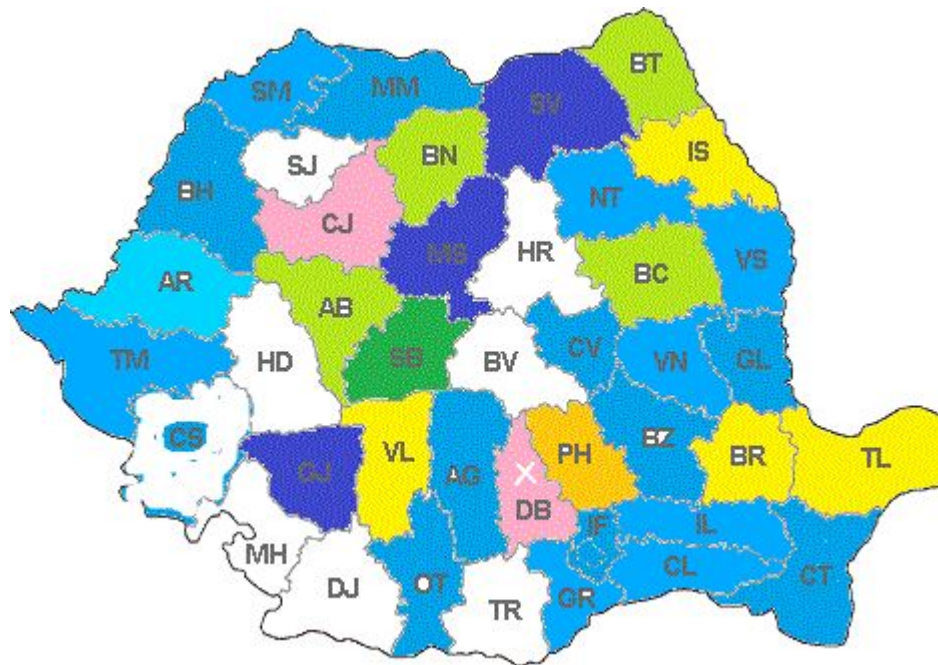 BT
SM
MM
SV
IS
SJ
BN
BH
NT
CJ
MS
HR
VS
AR
BC
AB
TM
HD
SB
BV
CV
VN
GL
CS
BZ
VL
PH
BR
TL
GJ
AG
DB
IF
IL
MH
CL
CT
DJ
OT
TR
GR